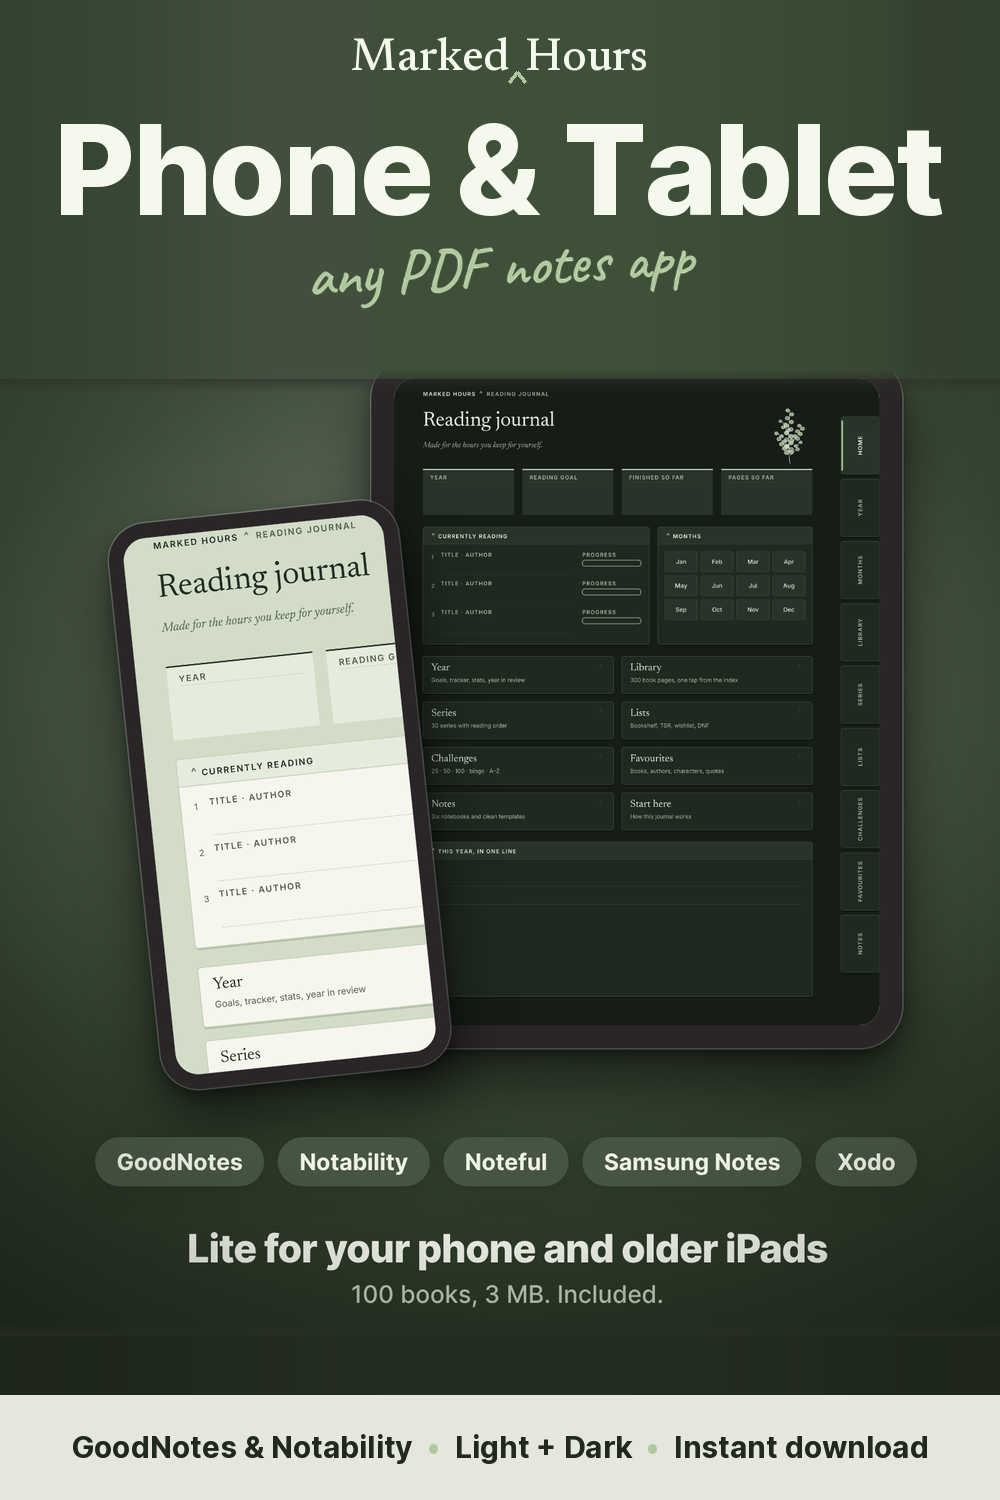 Marked ^ Hours
Phone & Tablet
any PDF notes app
MARKED HOURS ^ READING JOURNAL
Reading journal
Made for the hours you keep for yourself.
YEAR
READING GOAL
FINISHED SO FAR
PAGES SO FAR
^ CURRENTLY READING
1 TITLE · AUTHOR PROGRESS
2 TITLE · AUTHOR PROGRESS
3 TITLE · AUTHOR PROGRESS
^ MONTHS
Jan Feb Mar Apr
May Jun Jul Aug
Sep Oct Nov Dec
Year
Goals, tracker, stats, year in review
Library
300 book pages, one tap from the index
Series
30 series with reading order
Lists
Bookshelf, TBR, wishlist, DNF
Challenges
25 · 50 · 100 · bingo · A–Z
Favourites
Books, authors, characters, quotes
Notes
Six notebooks and clean templates
Start here
How this journal works
^ THIS YEAR, IN ONE LINE
HOME
YEAR
MONTHS
LIBRARY
SERIES
LISTS
CHALLENGES
FAVOURITES
NOTES
MARKED HOURS ^ READING JOURNAL
Reading journal
Made for the hours you keep for yourself.
YEAR
READING G
^ CURRENTLY READING
1 TITLE · AUTHOR
2 TITLE · AUTHOR
3 TITLE · AUTHOR
Year
Goals, tracker, stats, year in review
Series
GoodNotes Notability Noteful Samsung Notes Xodo
Lite for your phone and older iPads
100 books, 3 MB. Included.
GoodNotes & Notability • Light + Dark • Instant download